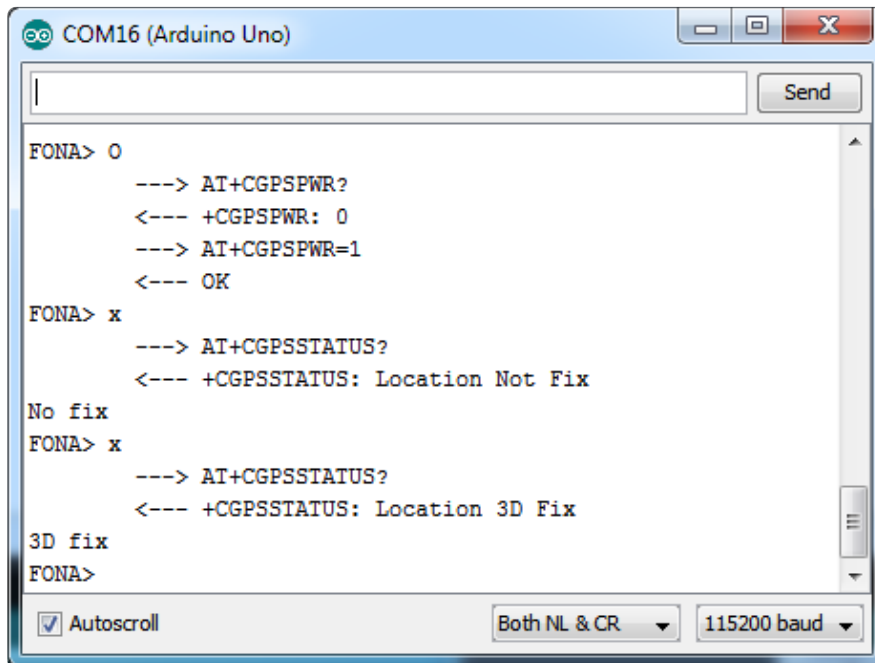 COM16 (Arduino Uno)
Send
FONA> O
---> AT+CGPSPWR?
<--- +CGPSPWR: 0
---> AT+CGPSPWR=1
<--- OK
FONA> x
---> AT+CGPSSTATUS?
<--- +CGPSSTATUS: Location Not Fix
No fix
FONA> x
---> AT+CGPSSTATUS?
<--- +CGPSSTATUS: Location 3D Fix
3D fix
FONA>
Autoscroll
Both NL & CR
115200 baud